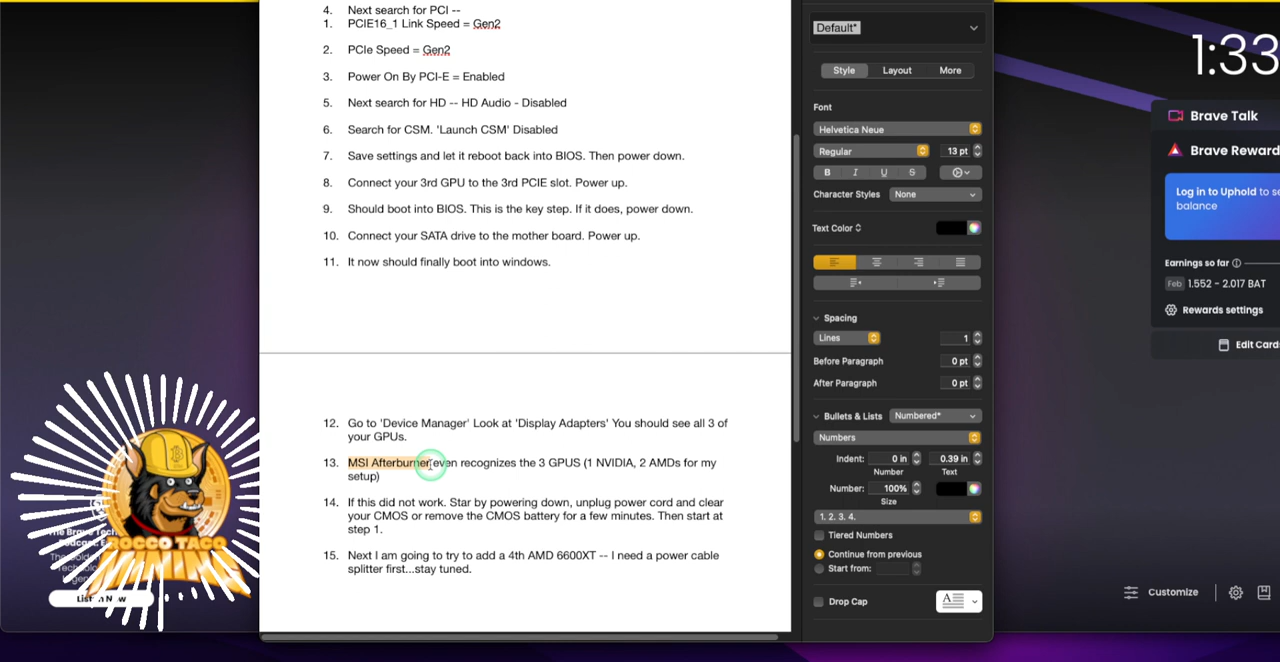 4. Next search for PCI --
1. PCIE16_1 Link Speed = Gen2
2. PCIe Speed = Gen2
3. Power On By PCI-E = Enabled
5. Next search for HD -- HD Audio - Disabled
6. Search for CSM. 'Launch CSM' Disabled
7. Save settings and let it reboot back into BIOS. Then power down.
8. Connect your 3rd GPU to the 3rd PCIE slot. Power up.
9. Should boot into BIOS. This is the key step. If it does, power down.
10. Connect your SATA drive to the mother board. Power up.
11. It now should finally boot into windows.
12. Go to 'Device Manager' Look at 'Display Adapters' You should see all 3 of
your GPUs.
13. MSI Afterburner even recognizes the 3 GPUS (1 NVIDIA, 2 AMDs for my
setup)
14. If this did not work. Star by powering down, unplug power cord and clear
your CMOS or remove the CMOS battery for a few minutes. Then start at
step 1.
15. Next I am going to try to add a 4th AMD 6600XT -- I need a power cable
splitter first...stay tuned.
Default*
Style Layout More
Font
Helvetica Neue
Regular 13 pt
B I U S
Character Styles None
Text Color
Spacing
Lines 1
Before Paragraph 0 pt
After Paragraph 0 pt
Bullets & Lists Numbered*
Numbers
Indent: 0 in 0.39 in
Number Text
Number: 100%
Size
1. 2. 3. 4.
Tiered Numbers
Continue from previous
Start from:
Drop Cap
A
1:33
Brave Talk
Brave Reward
Log in to Uphold to se
balance
Earnings so far
Feb 1.552 - 2.017 BAT
Rewards settings
Edit Card
Customize
The Brave Tec
ROCCO TACO
MINING